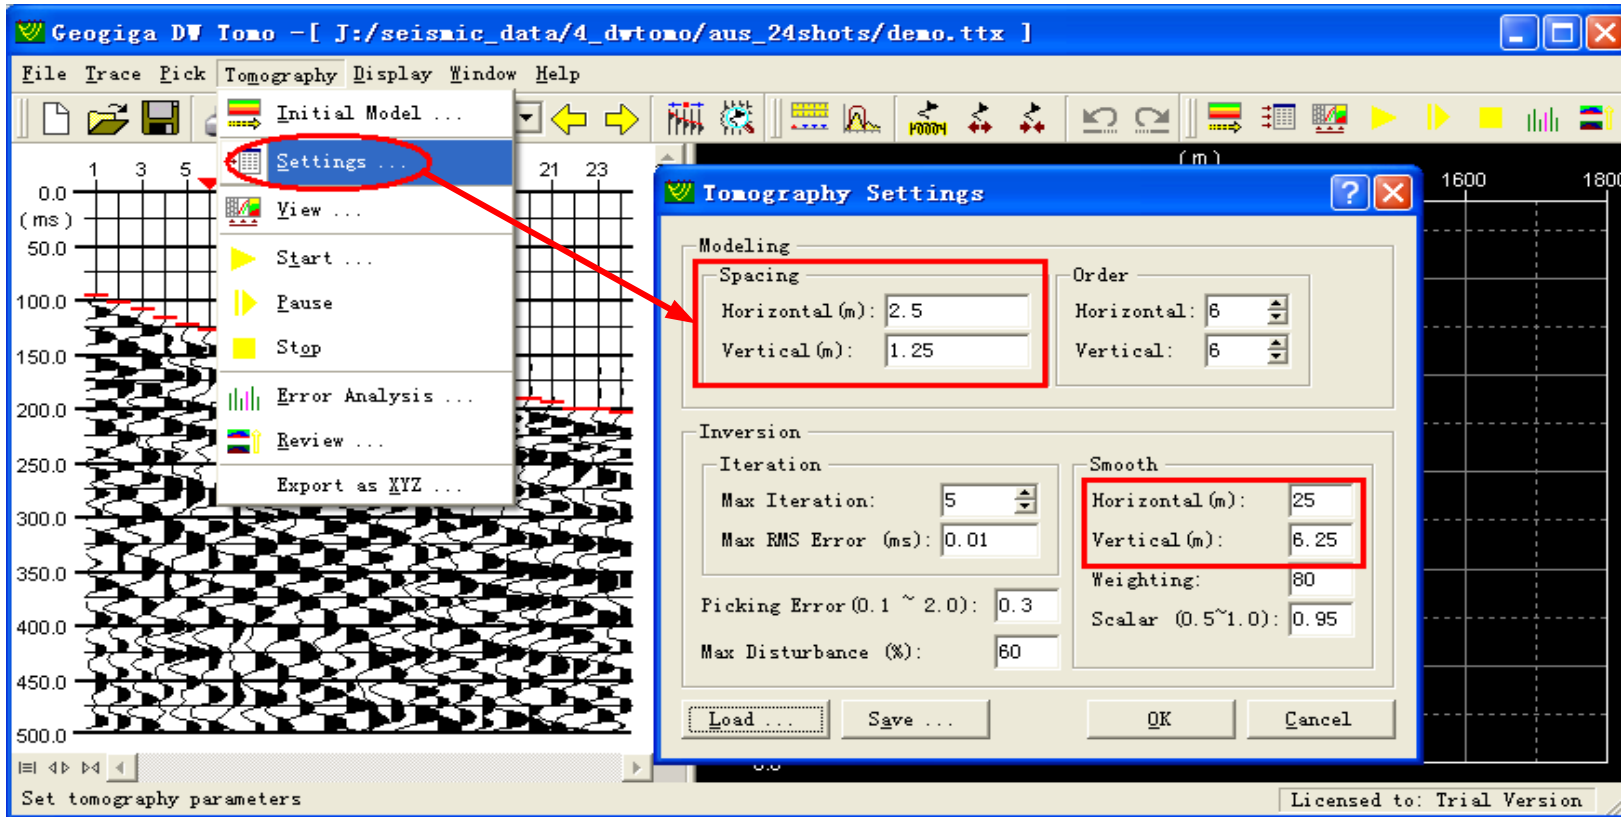 Geogiga DW Tomo -[ J:/seismic_data/4_dwtomo/aus_24shots/demo.ttx ]
File Trace Pick Tomography Display Window Help
Initial Model ...
Settings ...
View ...
Start ...
Pause
Stop
Error Analysis ...
Review ...
Export as XYZ ...
1 3 5 21 23
0.0
(ms)
50.0
100.0
150.0
200.0
250.0
300.0
350.0
400.0
450.0
500.0
(m)
1600 1800
Tomography Settings
Modeling
Spacing
Horizontal(m): 2.5
Vertical(m): 1.25
Order
Horizontal: 6
Vertical: 6
Inversion
Iteration
Max Iteration: 5
Max RMS Error (ms): 0.01
Picking Error(0.1 ~ 2.0): 0.3
Max Disturbance (%): 60
Smooth
Horizontal(m): 25
Vertical(m): 6.25
Weighting: 80
Scalar (0.5~1.0): 0.95
Load ... Save ... OK Cancel
Set tomography parameters
Licensed to: Trial Version